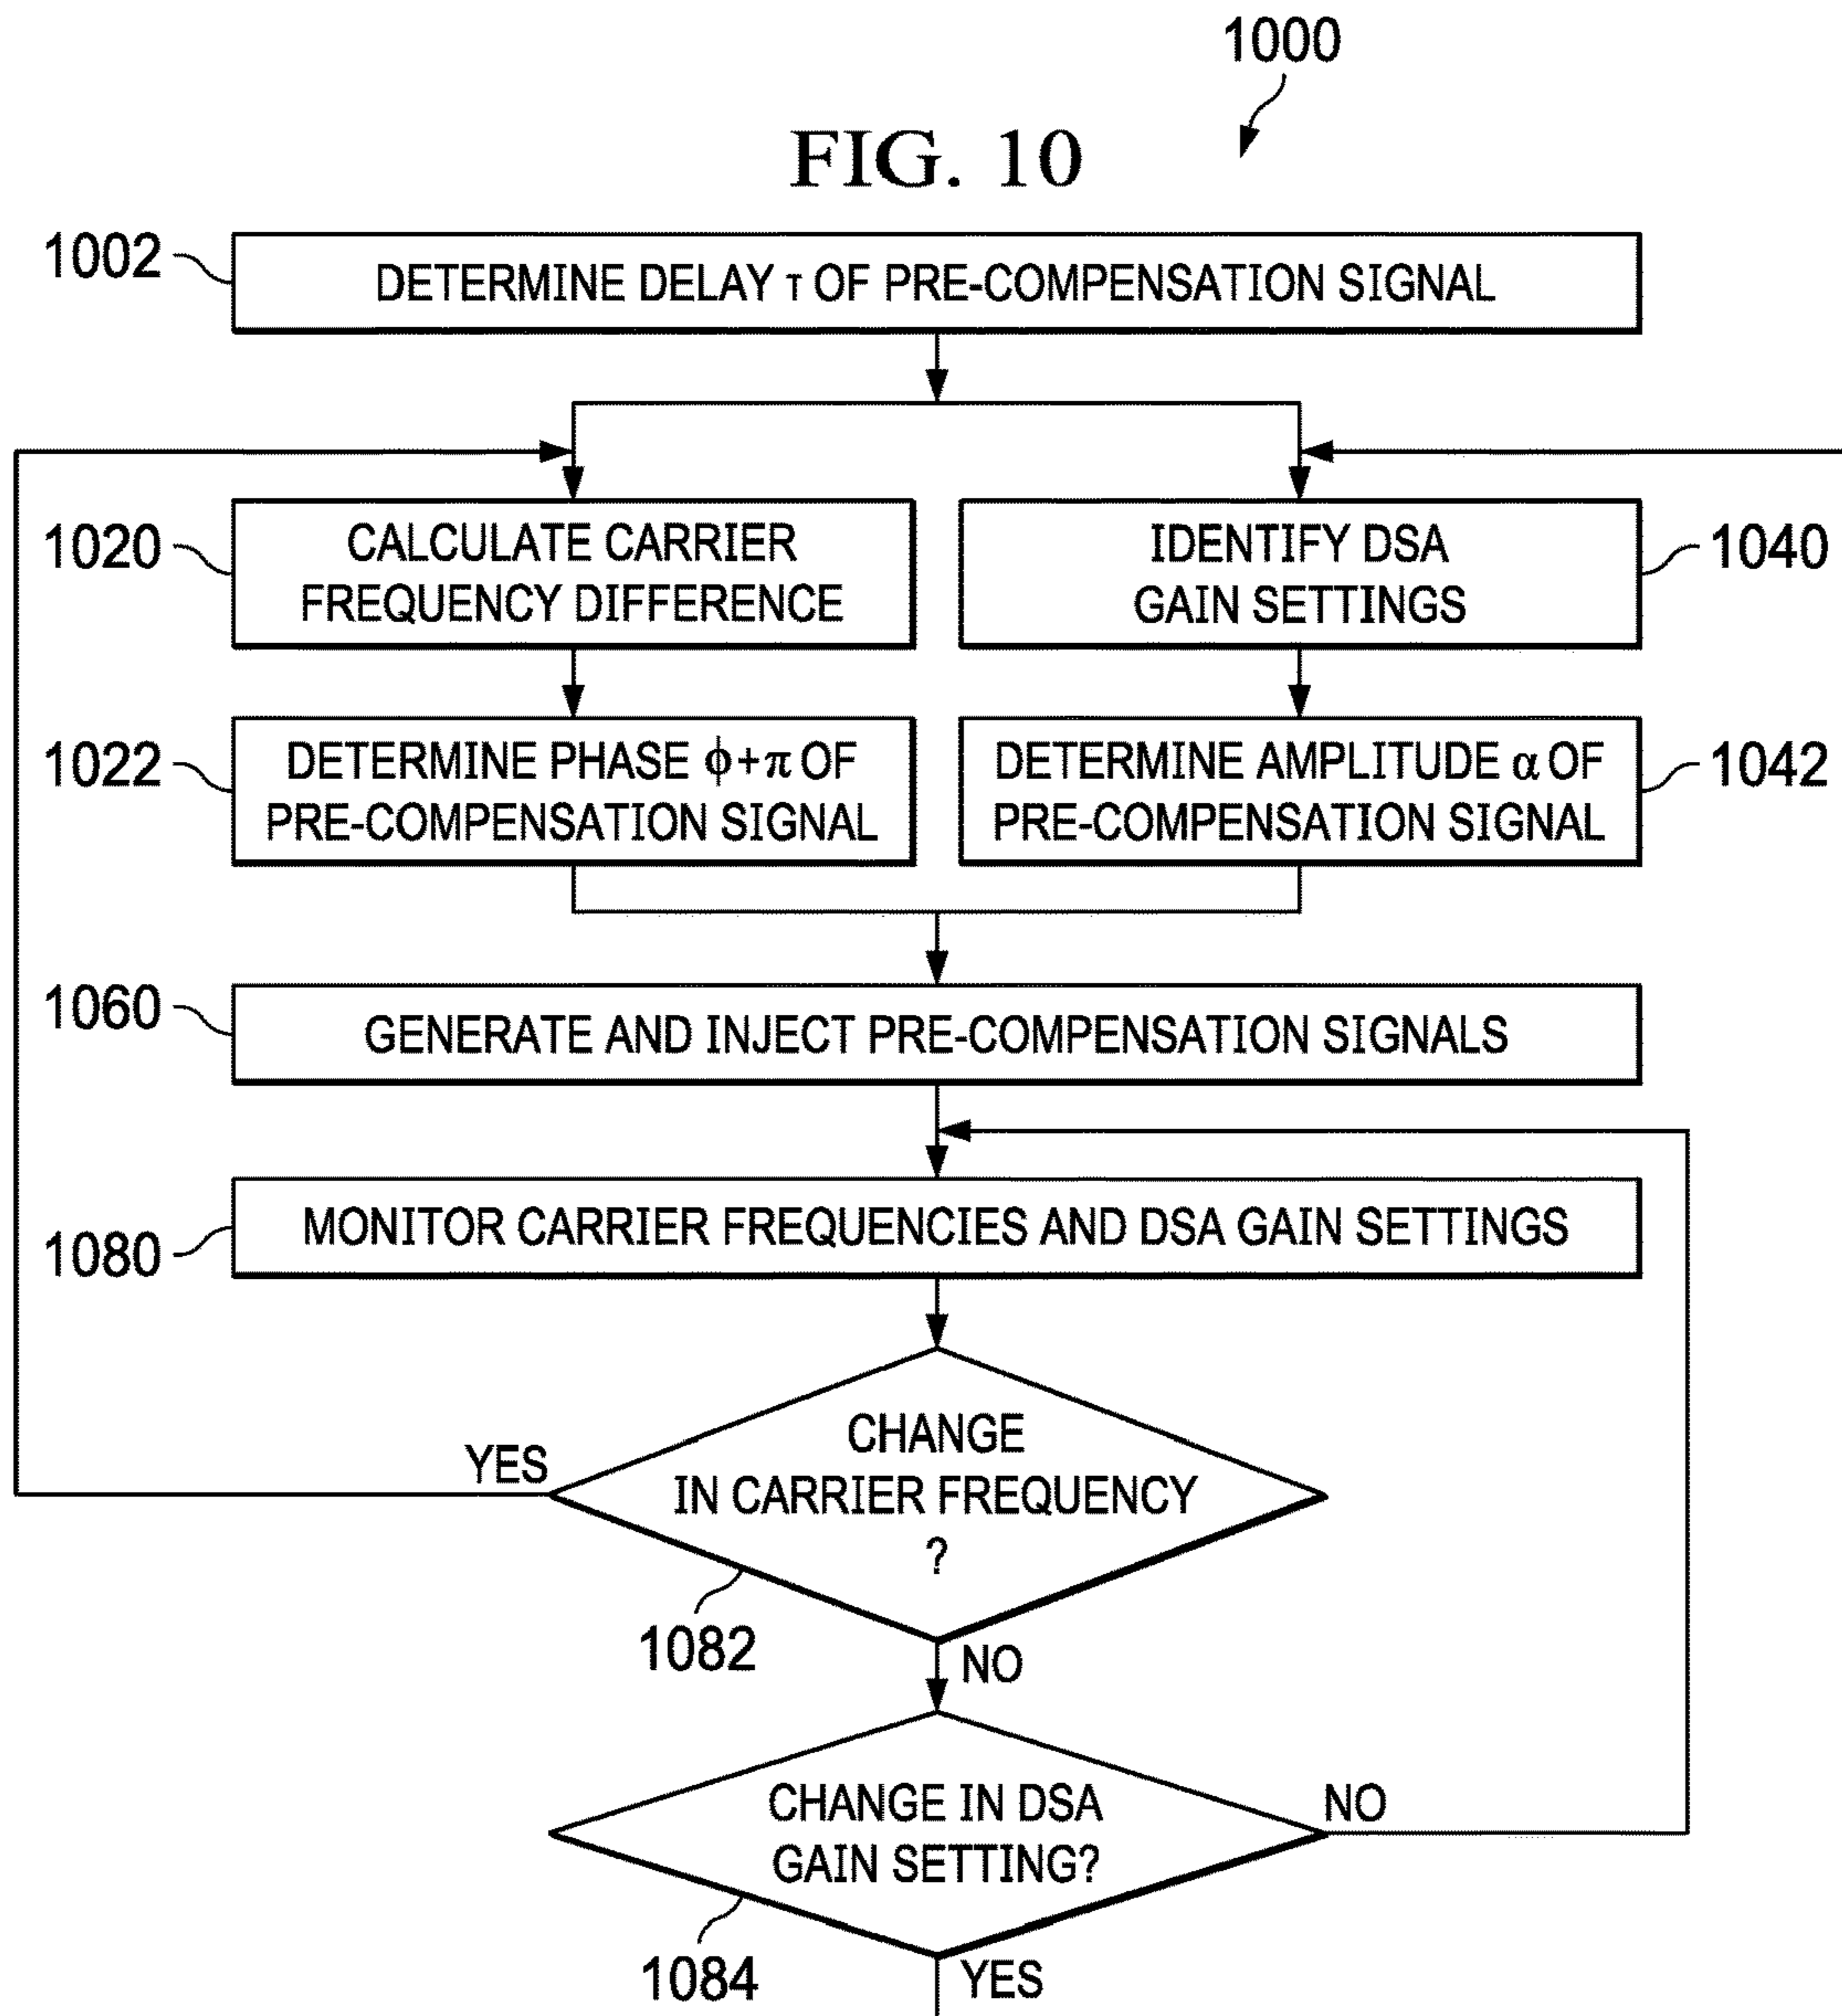 1000
FIG. 10
1002
DETERMINE DELAY τ OF PRE-COMPENSATION SIGNAL
1020
CALCULATE CARRIER
FREQUENCY DIFFERENCE
IDENTIFY DSA
GAIN SETTINGS
1040
1022
DETERMINE PHASE ϕ+π OF
PRE-COMPENSATION SIGNAL
DETERMINE AMPLITUDE α OF
PRE-COMPENSATION SIGNAL
1042
1060
GENERATE AND INJECT PRE-COMPENSATION SIGNALS
1080
MONITOR CARRIER FREQUENCIES AND DSA GAIN SETTINGS
YES
CHANGE
IN CARRIER FREQUENCY
?
1082
NO
CHANGE IN DSA
GAIN SETTING?
NO
1084
YES